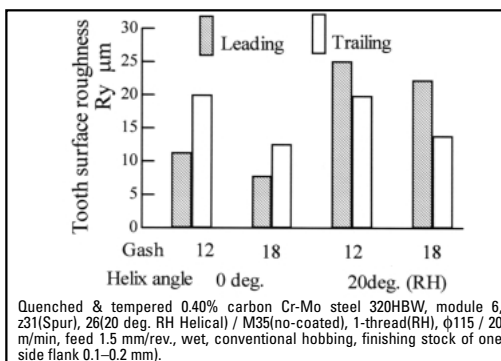 Leading Trailing
Tooth surface roughness
Ry μm
30
25
20
15
10
5
0
Gash 12 18 12 18
Helix angle 0 deg. 20deg. (RH)
Quenched & tempered 0.40% carbon Cr-Mo steel 320HBW, module 6,
z31(Spur), 26(20 deg. RH Helical) / M35(no-coated), 1-thread(RH), ϕ115 / 20
m/min, feed 1.5 mm/rev., wet, conventional hobbing, finishing stock of one
side flank 0.1–0.2 mm).